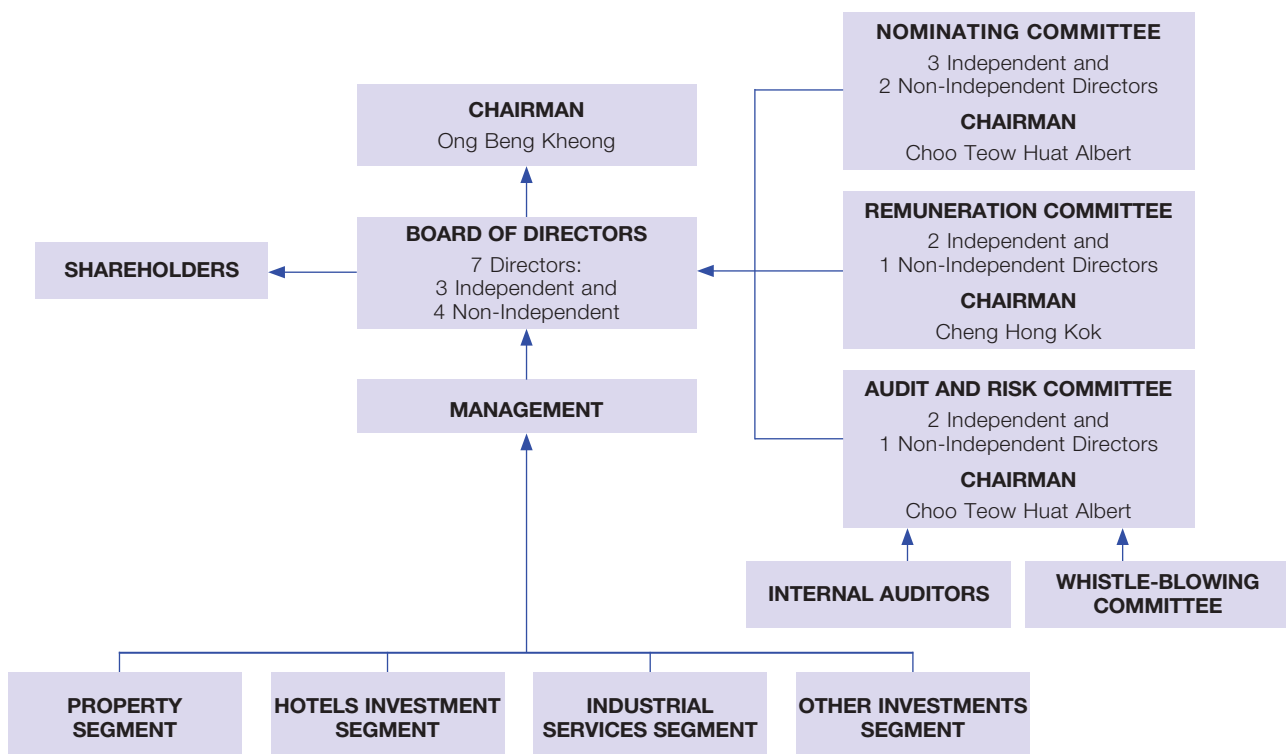 NOMINATING COMMITTEE
3 Independent and
2 Non-Independent Directors
CHAIRMAN
Choo Teow Huat Albert
CHAIRMAN
Ong Beng Kheong
REMUNERATION COMMITTEE
2 Independent and
1 Non-Independent Directors
CHAIRMAN
Cheng Hong Kok
BOARD OF DIRECTORS
7 Directors:
3 Independent and
4 Non-Independent
SHAREHOLDERS
AUDIT AND RISK COMMITTEE
2 Independent and
1 Non-Independent Directors
CHAIRMAN
Choo Teow Huat Albert
MANAGEMENT
INTERNAL AUDITORS
WHISTLE-BLOWING
COMMITTEE
PROPERTY
SEGMENT
HOTELS INVESTMENT
SEGMENT
INDUSTRIAL
SERVICES SEGMENT
OTHER INVESTMENTS
SEGMENT